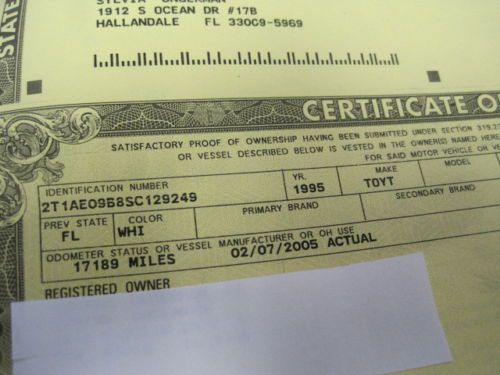 SYLVIA UNGERMAN
1912 S OCEAN DR #17B
HALLANDALE FL 33009-5969
STATE
CERTIFICATE O
SATISFACTORY PROOF OF OWNERSHIP HAVING BEEN SUBMITTED UNDER SECTION 319.
OR VESSEL DESCRIBED BELOW IS VESTED IN THE OWNER(S) NAMED HERE
FOR SAID MOTOR VEHICLE OR VE
IDENTIFICATION NUMBER YR. MAKE MODEL
2T1AE09B8SC129249 1995 TOYT
PREV STATE COLOR PRIMARY BRAND SECONDARY BRAND
FL WHI
ODOMETER STATUS OR VESSEL MANUFACTURER OR OH USE
17189 MILES 02/07/2005 ACTUAL
REGISTERED OWNER